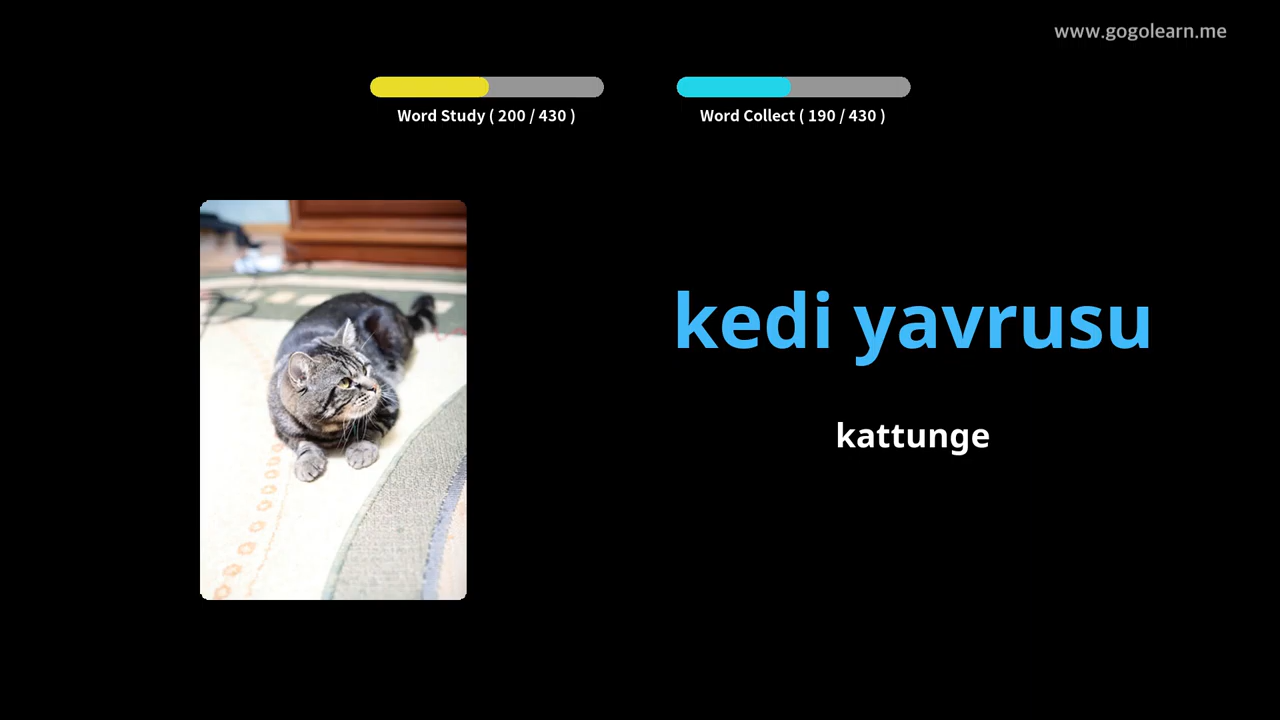 www.gogolearn.me
Word Study ( 200 / 430 )
Word Collect ( 190 / 430 )
kedi yavrusu
kattunge